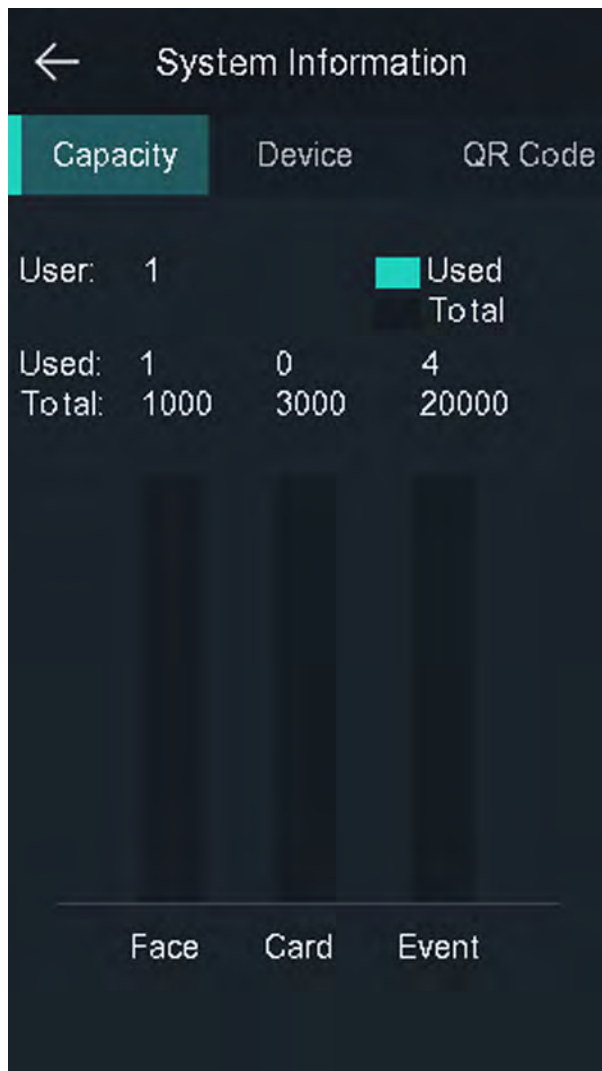 System Information
Capacity Device QR Code
User: 1 Used
Total
Used: 1 0 4
Total: 1000 3000 20000
Face Card Event